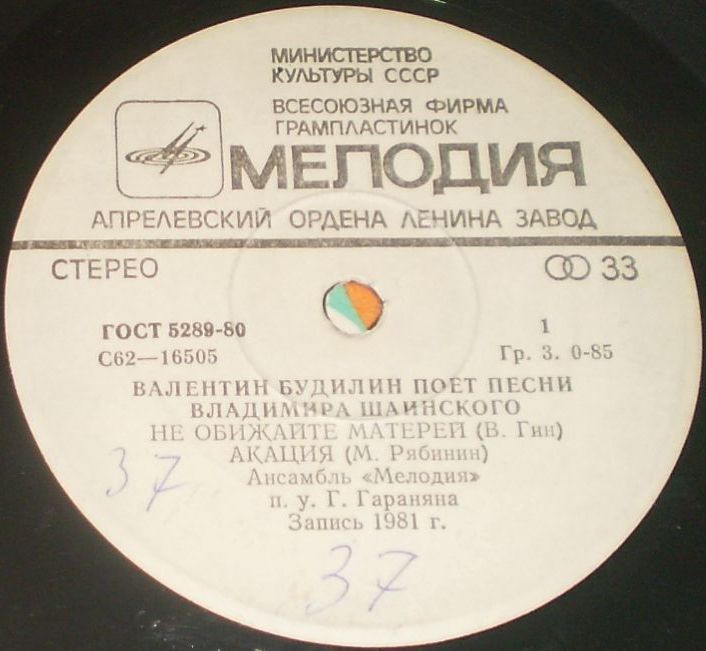 МИНИСТЕРСТВО
КУЛЬТУРЫ СССР
ВСЕСОЮЗНАЯ ФИРМА
ГРАМПЛАСТИНОК
МЕЛОДИЯ
АПРЕЛЕВСКИЙ ОРДЕНА ЛЕНИНА ЗАВОД
СТЕРЕО 33
ГОСТ 5289-80 1
С62—16505 Гр. 3. 0-85
ВАЛЕНТИН БУДИЛИН ПОЕТ ПЕСНИ
ВЛАДИМИРА ШАИНСКОГО
НЕ ОБИЖАЙТЕ МАТЕРЕЙ (В. Гин)
АКАЦИЯ (М. Рябинин)
Ансамбль «Мелодия»
п. у. Г. Гараняна
Запись 1981 г.
37
37